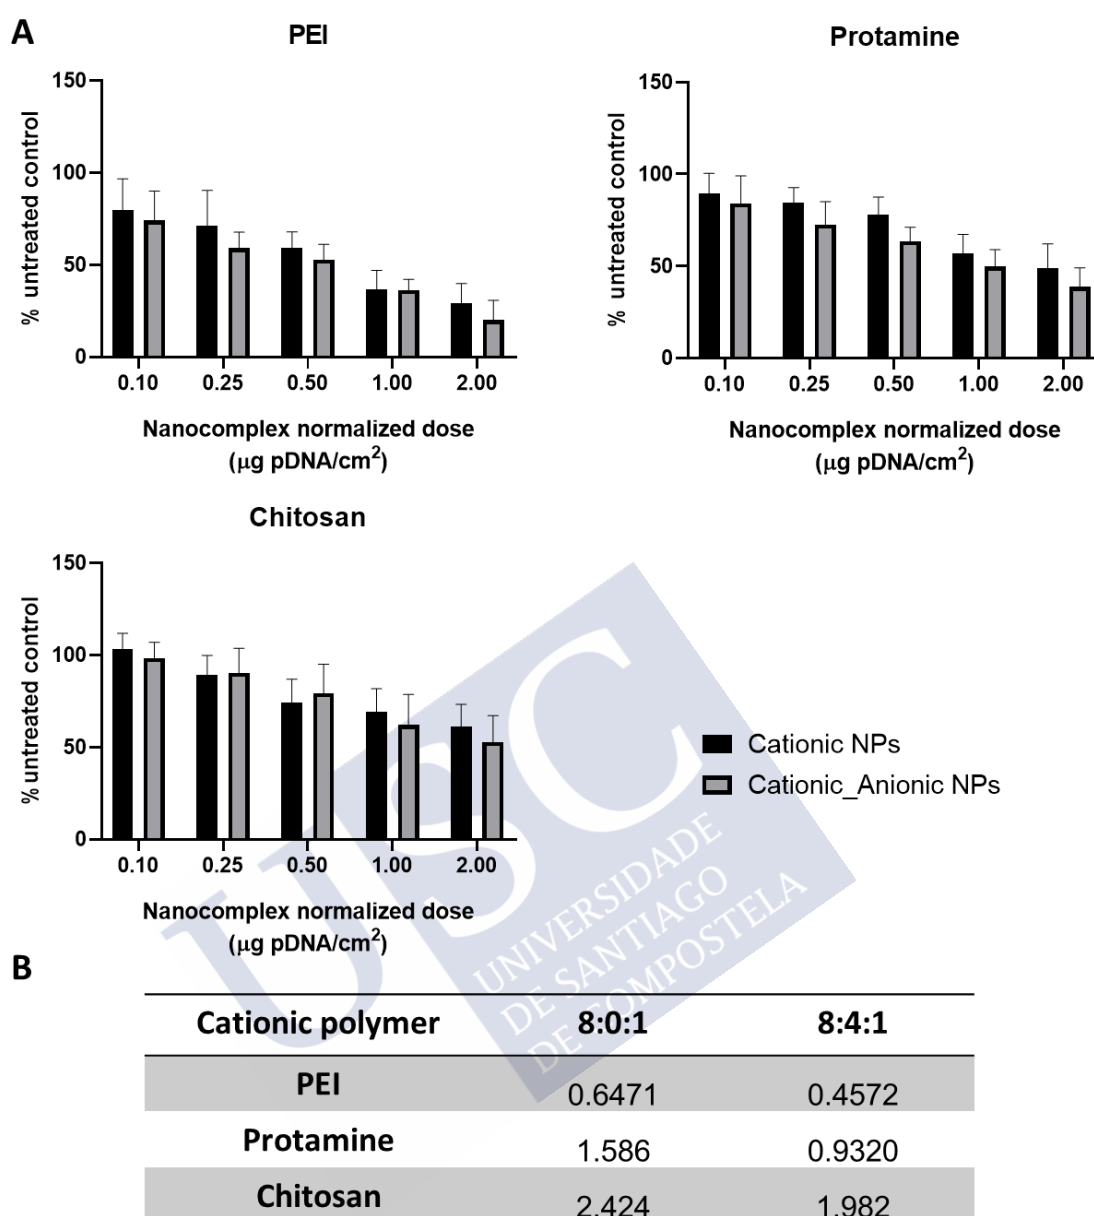 A
PEI
% untreated control
150
100
50
0
0.10 0.25 0.50 1.00 2.00
Nanocomplex normalized dose
(µg pDNA/cm²)
Protamine
% untreated control
150
100
50
0
0.10 0.25 0.50 1.00 2.00
Nanocomplex normalized dose
(µg pDNA/cm²)
Chitosan
% untreated control
150
100
50
0
0.10 0.25 0.50 1.00 2.00
Nanocomplex normalized dose
(µg pDNA/cm²)
Cationic NPs
Cationic_Anionic NPs
USC
UNIVERSIDADE
DE SANTIAGO
DE COMPOSTELA
B
Cationic polymer 8:0:1 8:4:1
PEI 0.6471 0.4572
Protamine 1.586 0.9320
Chitosan 2.424 1.982